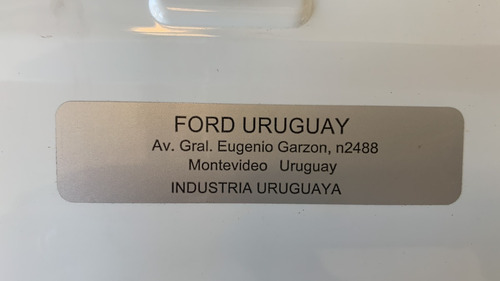 FORD URUGUAY
Av. Gral. Eugenio Garzon, n2488
Montevideo Uruguay
INDUSTRIA URUGUAYA